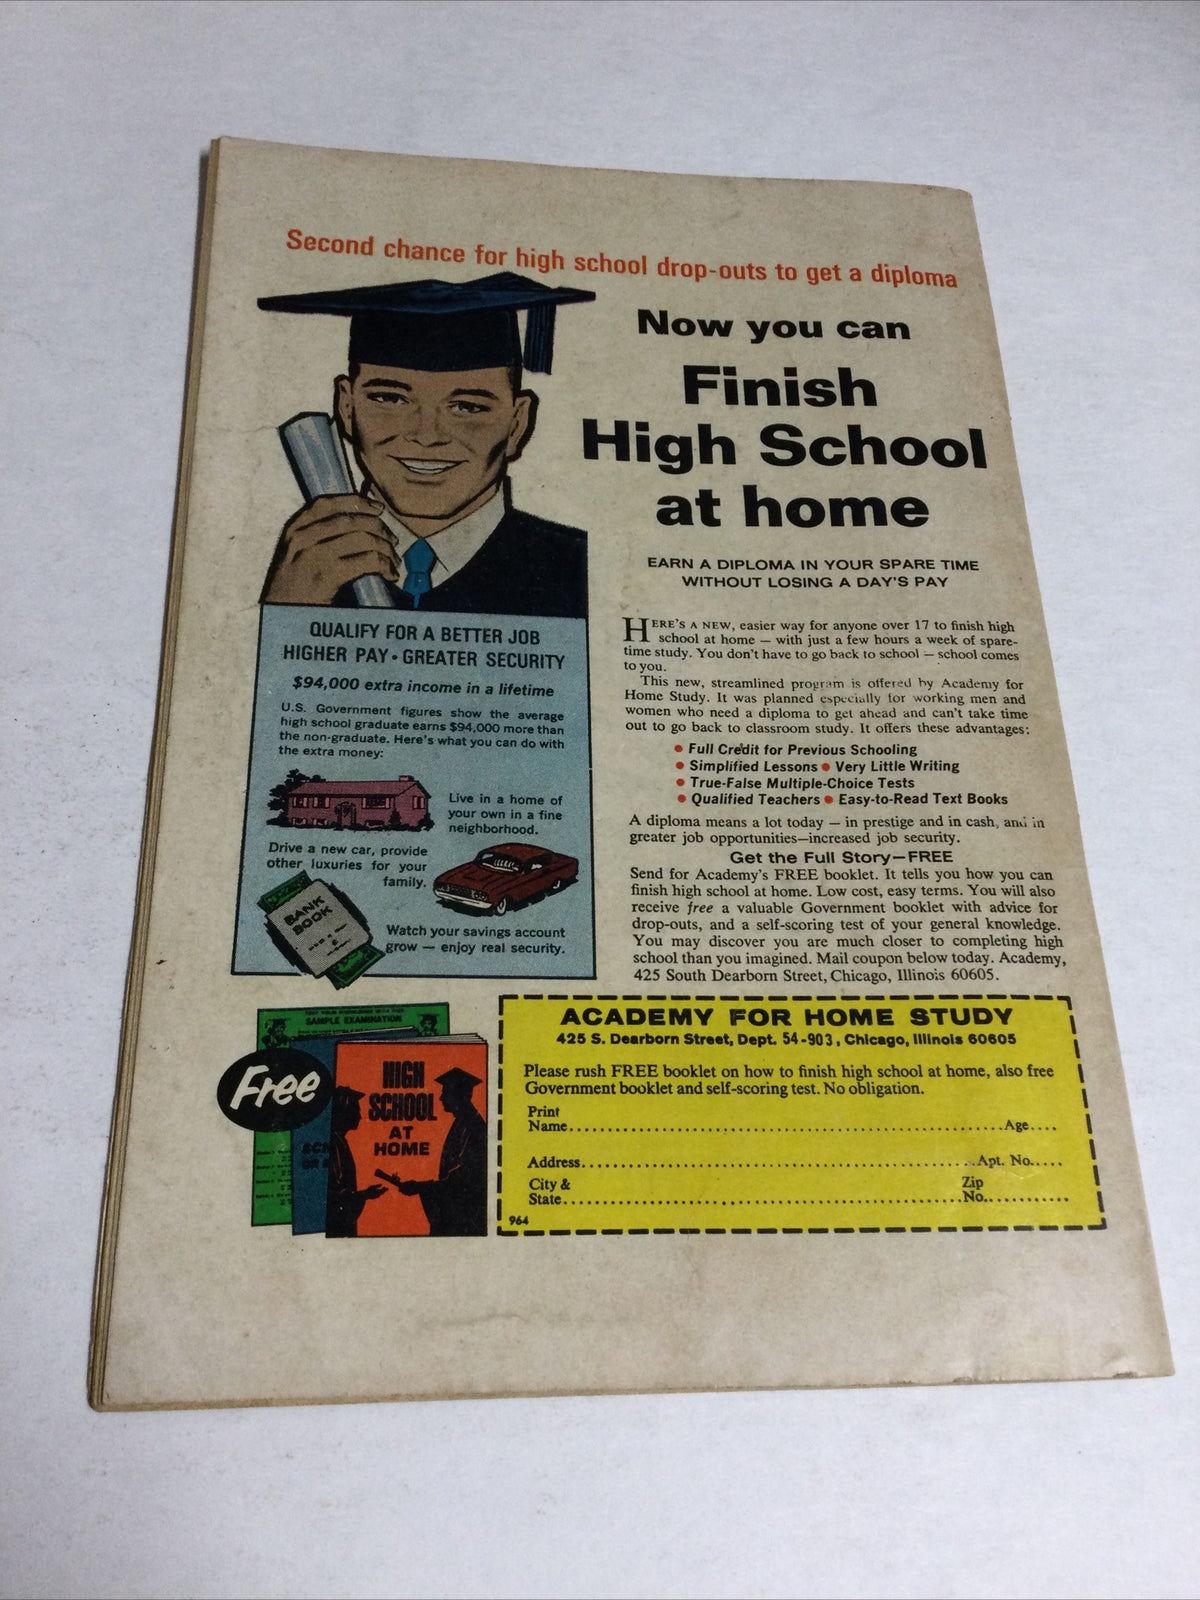 Second chance for high school drop-outs to get a diploma
Now you can
Finish
High School
at home
EARN A DIPLOMA IN YOUR SPARE TIME
WITHOUT LOSING A DAY'S PAY
HERE'S A NEW, easier way for anyone over 17 to finish high
school at home — with just a few hours a week of spare-
time study. You don't have to go back to school — school comes
to you.
This new, streamlined program is offered by Academy for
Home Study. It was planned especially for working men and
women who need a diploma to get ahead and can't take time
out to go back to classroom study. It offers these advantages:
● Full Credit for Previous Schooling
● Simplified Lessons ● Very Little Writing
● True-False Multiple-Choice Tests
● Qualified Teachers ● Easy-to-Read Text Books
A diploma means a lot today — in prestige and in cash, and in
greater job opportunities—increased job security.
Get the Full Story—FREE
Send for Academy's FREE booklet. It tells you how you can
finish high school at home. Low cost, easy terms. You will also
receive free a valuable Government booklet with advice for
drop-outs, and a self-scoring test of your general knowledge.
You may discover you are much closer to completing high
school than you imagined. Mail coupon below today. Academy,
425 South Dearborn Street, Chicago, Illinois 60605.
QUALIFY FOR A BETTER JOB
HIGHER PAY • GREATER SECURITY
$94,000 extra income in a lifetime
U.S. Government figures show the average
high school graduate earns $94,000 more than
the non-graduate. Here's what you can do with
the extra money:
Live in a home of
your own in a fine
neighborhood.
Drive a new car, provide
other luxuries for your
family.
BANK
BOOK
Watch your savings account
grow — enjoy real security.
SAMPLE EXAMINATION
Free
HIGH
SCHOOL
AT
HOME
ACADEMY FOR HOME STUDY
425 S. Dearborn Street, Dept. 54-903, Chicago, Illinois 60605
Please rush FREE booklet on how to finish high school at home, also free
Government booklet and self-scoring test. No obligation.
Print
Name.......................................................Age....
Address..................................................Apt. No.....
City & Zip
State......................................................No............
964